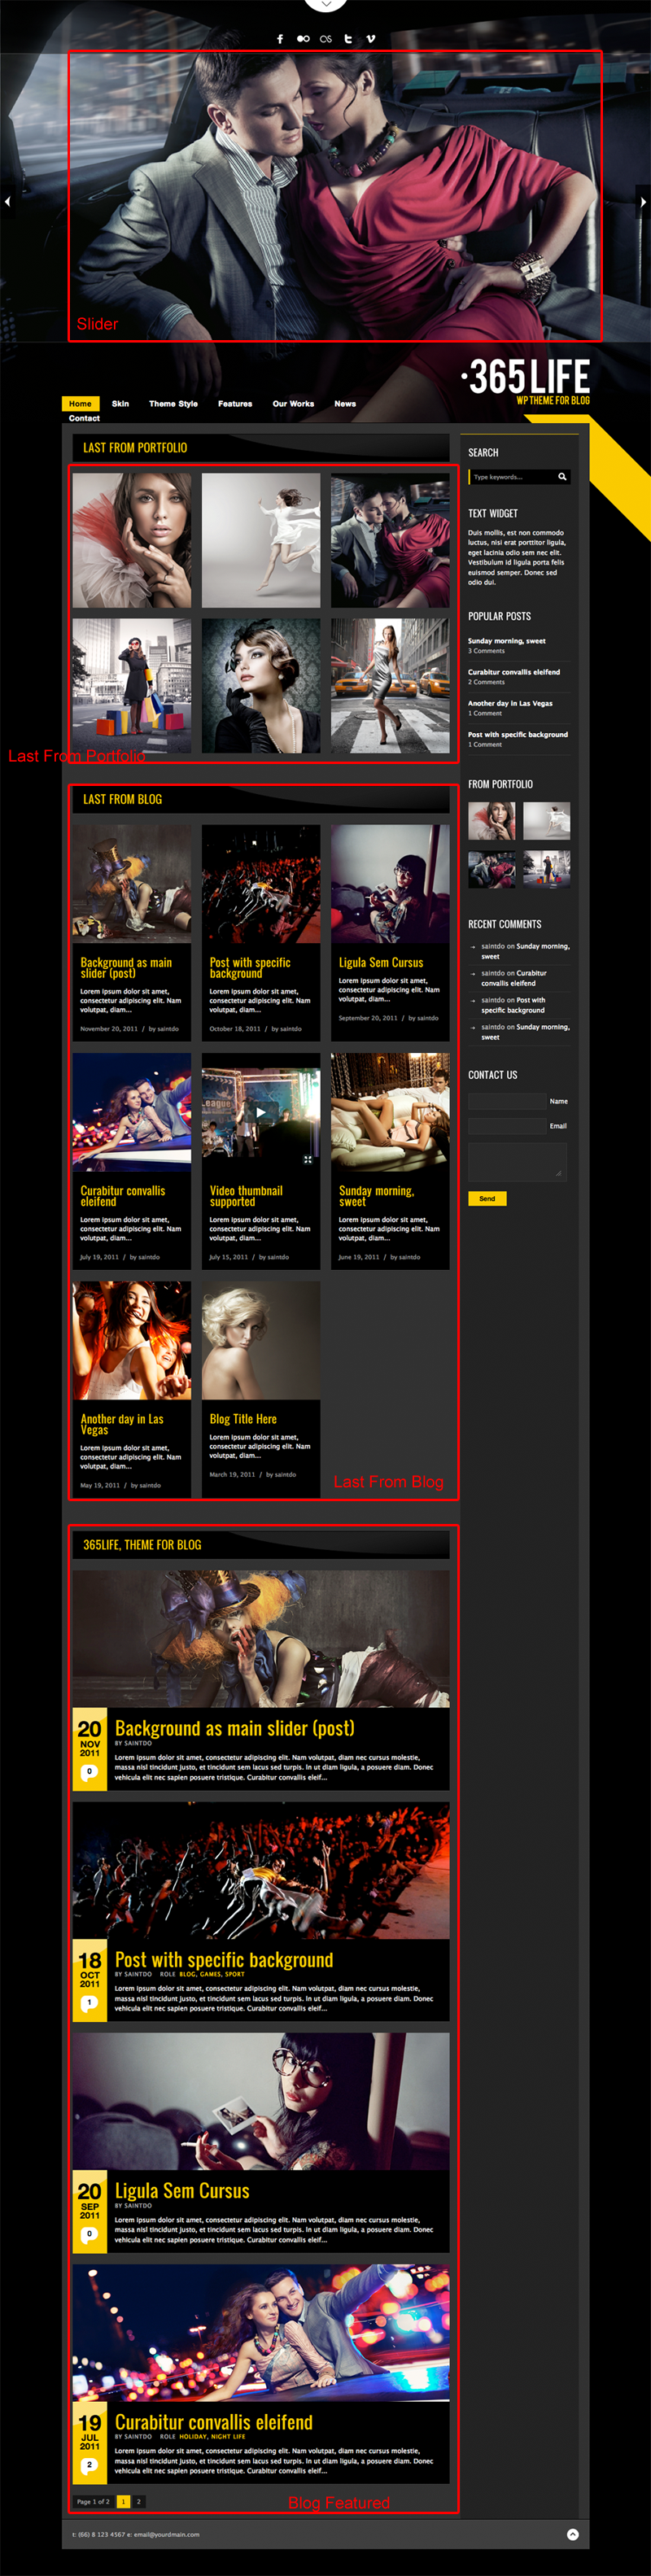 Slider
·365LIFE
WP THEME FOR BLOG
Home Skin Theme Style Features Our Works News
Contact
LAST FROM PORTFOLIO
Last From Portfolio
LAST FROM BLOG
Background as main
slider (post)
Lorem ipsum dolor sit amet,
consectetur adipiscing elit. Nam
volutpat, diam...
November 20, 2011 / by saintdo
Post with specific
background
Lorem ipsum dolor sit amet,
consectetur adipiscing elit. Nam
volutpat, diam...
October 18, 2011 / by saintdo
Ligula Sem Cursus
Lorem ipsum dolor sit amet,
consectetur adipiscing elit. Nam
volutpat, diam...
September 20, 2011 / by saintdo
Curabitur convallis
eleifend
Lorem ipsum dolor sit amet,
consectetur adipiscing elit. Nam
volutpat, diam...
July 19, 2011 / by saintdo
League
Video thumbnail
supported
Lorem ipsum dolor sit amet,
consectetur adipiscing elit. Nam
volutpat, diam...
July 15, 2011 / by saintdo
Sunday morning,
sweet
Lorem ipsum dolor sit amet,
consectetur adipiscing elit. Nam
volutpat, diam...
June 19, 2011 / by saintdo
Another day in Las
Vegas
Lorem ipsum dolor sit amet,
consectetur adipiscing elit. Nam
volutpat, diam...
May 19, 2011 / by saintdo
Blog Title Here
Lorem ipsum dolor sit amet,
consectetur adipiscing elit. Nam
volutpat, diam...
March 19, 2011 / by saintdo
Last From Blog
365LIFE, THEME FOR BLOG
20
NOV
2011
0
Background as main slider (post)
BY SAINTDO
Lorem ipsum dolor sit amet, consectetur adipiscing elit. Nam volutpat, diam nec cursus molestie,
massa nisl tincidunt justo, et tincidunt sem lacus sed turpis. In ut diam ligula, a posuere diam. Donec
vehicula elit nec sapien posuere tristique. Curabitur convallis eleif...
18
OCT
2011
1
Post with specific background
BY SAINTDO ROLE BLOG, GAMES, SPORT
Lorem ipsum dolor sit amet, consectetur adipiscing elit. Nam volutpat, diam nec cursus molestie,
massa nisl tincidunt justo, et tincidunt sem lacus sed turpis. In ut diam ligula, a posuere diam. Donec
vehicula elit nec sapien posuere tristique. Curabitur convallis eleif...
20
SEP
2011
0
Ligula Sem Cursus
BY SAINTDO
Lorem ipsum dolor sit amet, consectetur adipiscing elit. Nam volutpat, diam nec cursus molestie,
massa nisl tincidunt justo, et tincidunt sem lacus sed turpis. In ut diam ligula, a posuere diam. Donec
vehicula elit nec sapien posuere tristique. Curabitur convallis eleif...
19
JUL
2011
2
Curabitur convallis eleifend
BY SAINTDO ROLE HOLIDAY, NIGHT LIFE
Lorem ipsum dolor sit amet, consectetur adipiscing elit. Nam volutpat, diam nec cursus molestie,
massa nisl tincidunt justo, et tincidunt sem lacus sed turpis. In ut diam ligula, a posuere diam. Donec
vehicula elit nec sapien posuere tristique. Curabitur convallis eleif...
Page 1 of 2 1 2
Blog Featured
SEARCH
Type keywords...
TEXT WIDGET
Duis mollis, est non commodo
luctus, nisi erat porttitor ligula,
eget lacinia odio sem nec elit.
Vestibulum id ligula porta felis
euismod semper. Donec sed
odio dui.
POPULAR POSTS
Sunday morning, sweet
3 Comments
Curabitur convallis eleifend
2 Comments
Another day in Las Vegas
1 Comment
Post with specific background
1 Comment
FROM PORTFOLIO
RECENT COMMENTS
→ saintdo on Sunday morning,
sweet
→ saintdo on Curabitur
convallis eleifend
→ saintdo on Post with
specific background
→ saintdo on Sunday morning,
sweet
CONTACT US
Name
Email
Send
t: (66) 8 123 4567 e: email@yourdmain.com